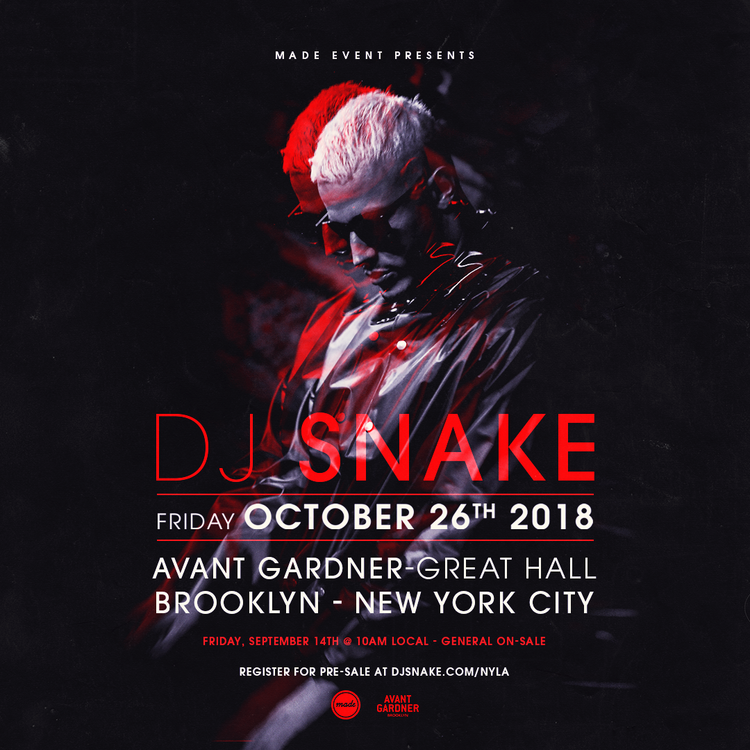 MADE EVENT PRESENTS
DJ SNAKE
FRIDAY OCTOBER 26TH 2018
AVANT GARDNER-GREAT HALL
BROOKLYN - NEW YORK CITY
FRIDAY, SEPTEMBER 14TH @ 10AM LOCAL - GENERAL ON-SALE
REGISTER FOR PRE-SALE AT DJSNAKE.COM/NYLA
made
AVANT
GARDNER
BROOKLYN